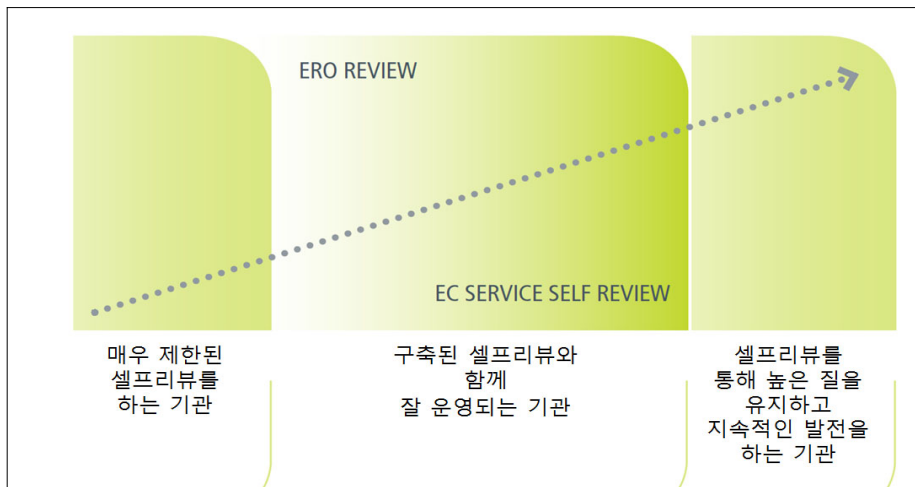 ERO REVIEW
EC SERVICE SELF REVIEW
매우 제한된
셀프리뷰를
하는 기관
구축된 셀프리뷰와
함께
잘 운영되는 기관
셀프리뷰를
통해 높은 질을
유지하고
지속적인 발전을
하는 기관